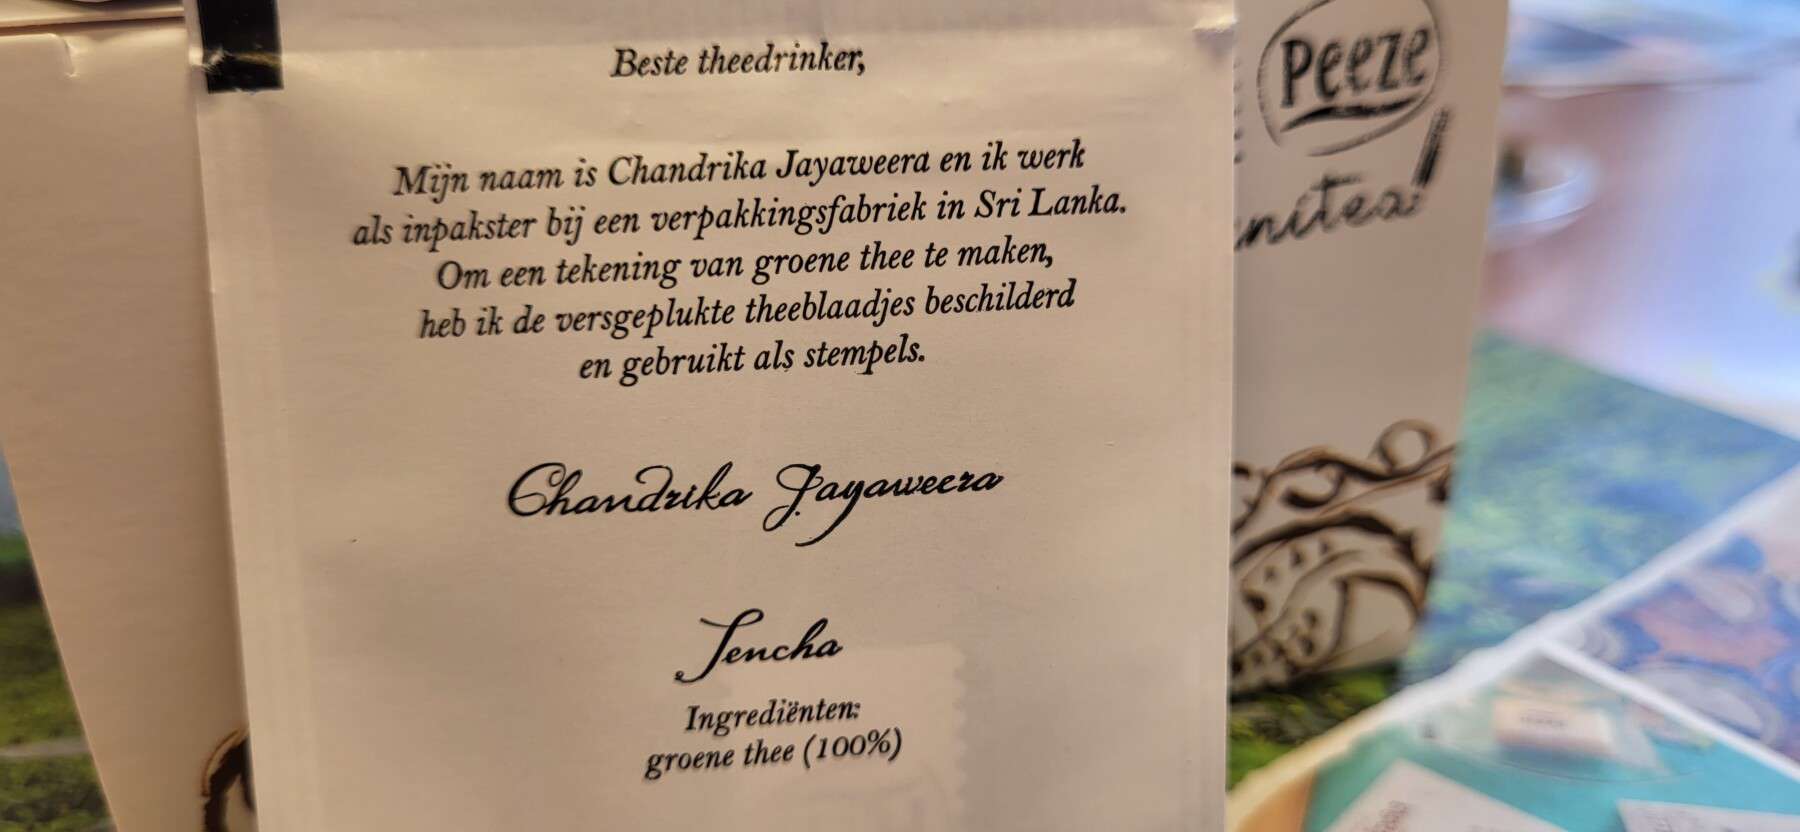 Beste theedrinker,
Mijn naam is Chandrika Jayaweera en ik werk
als inpakster bij een verpakkingsfabriek in Sri Lanka.
Om een tekening van groene thee te maken,
heb ik de versgeplukte theeblaadjes beschilderd
en gebruikt als stempels.
Chandrika Jayaweera
Sencha
Ingrediënten:
groene thee (100%)
Peeze